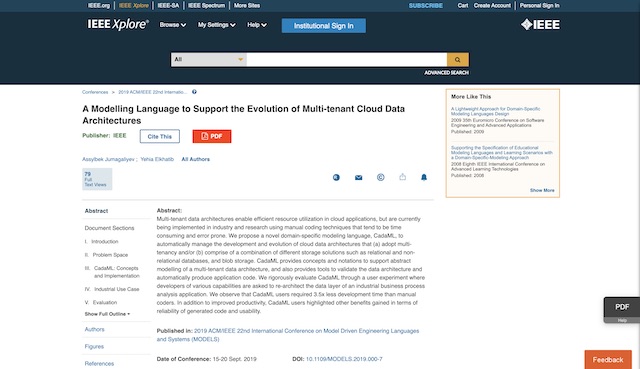 IEEE.org | IEEE Xplore | IEEE-SA | IEEE Spectrum | More Sites
SUBSCRIBE Cart Create Account | Personal Sign In
IEEE Xplore®
Browse My Settings Help Institutional Sign In
IEEE
All
ADVANCED SEARCH
Conferences > 2019 ACM/IEEE 22nd Internatio...
A Modelling Language to Support the Evolution of Multi-tenant Cloud Data
Architectures
Publisher: IEEE
Cite This
PDF
Assylbek Jumagaliyev ; Yehia Elkhatib All Authors
79
Full
Text Views
Abstract
Document Sections
I. Introduction
II. Problem Space
III. CadaML: Concepts
and Implementation
IV. Industrial Use Case
V. Evaluation
Show Full Outline
Authors
Figures
References
Abstract:
Multi-tenant data architectures enable efficient resource utilization in cloud applications, but are currently
being implemented in industry and research using manual coding techniques that tend to be time
consuming and error prone. We propose a novel domain-specific modeling language, CadaML, to
automatically manage the development and evolution of cloud data architectures that (a) adopt multi-
tenancy and/or (b) comprise of a combination of different storage solutions such as relational and non-
relational databases, and blob storage. CadaML provides concepts and notations to support abstract
modelling of a multi-tenant data architecture, and also provides tools to validate the data architecture and
automatically produce application code. We rigorously evaluate CadaML through a user experiment where
developers of various capabilities are asked to re-architect the data layer of an industrial business process
analysis application. We observe that CadaML users required 3.5x less development time than manual
coders. In addition to improved productivity, CadaML users highlighted other benefits gained in terms of
reliability of generated code and usability.
Published in: 2019 ACM/IEEE 22nd International Conference on Model Driven Engineering Languages
and Systems (MODELS)
Date of Conference: 15-20 Sept. 2019 DOI: 10.1109/MODELS.2019.000-7
More Like This
A Lightweight Approach for Domain-Specific
Modeling Languages Design
2009 35th Euromicro Conference on Software
Engineering and Advanced Applications
Published: 2009
Supporting the Specification of Educational
Modeling Languages and Learning Scenarios with
a Domain-Specific-Modeling Approach
2008 Eighth IEEE International Conference on
Advanced Learning Technologies
Published: 2008
Show More
PDF
Help
Feedback